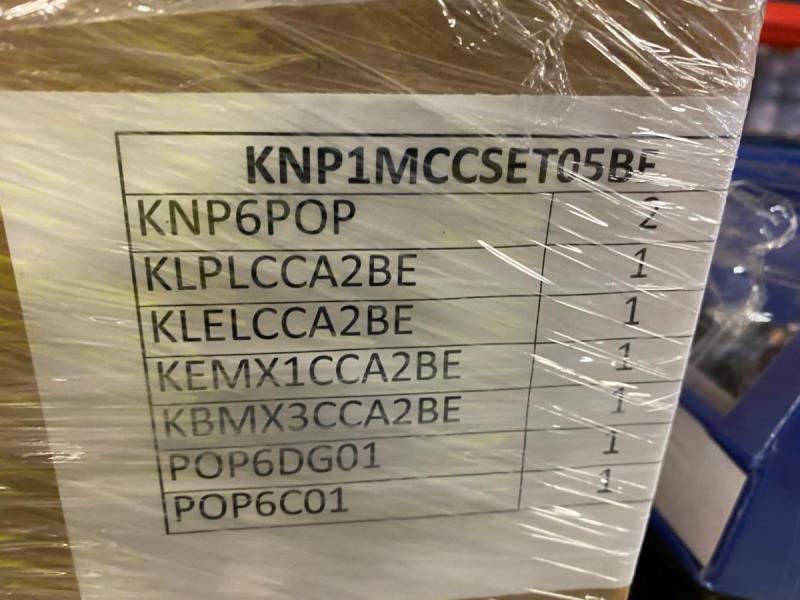 KNP1MCCSET05BE
KNP6POP 2
KLPLCCA2BE 1
KLELCCA2BE 1
KEMX1CCA2BE 1
KBMX3CCA2BE 1
POP6DG01 1
POP6C01 1